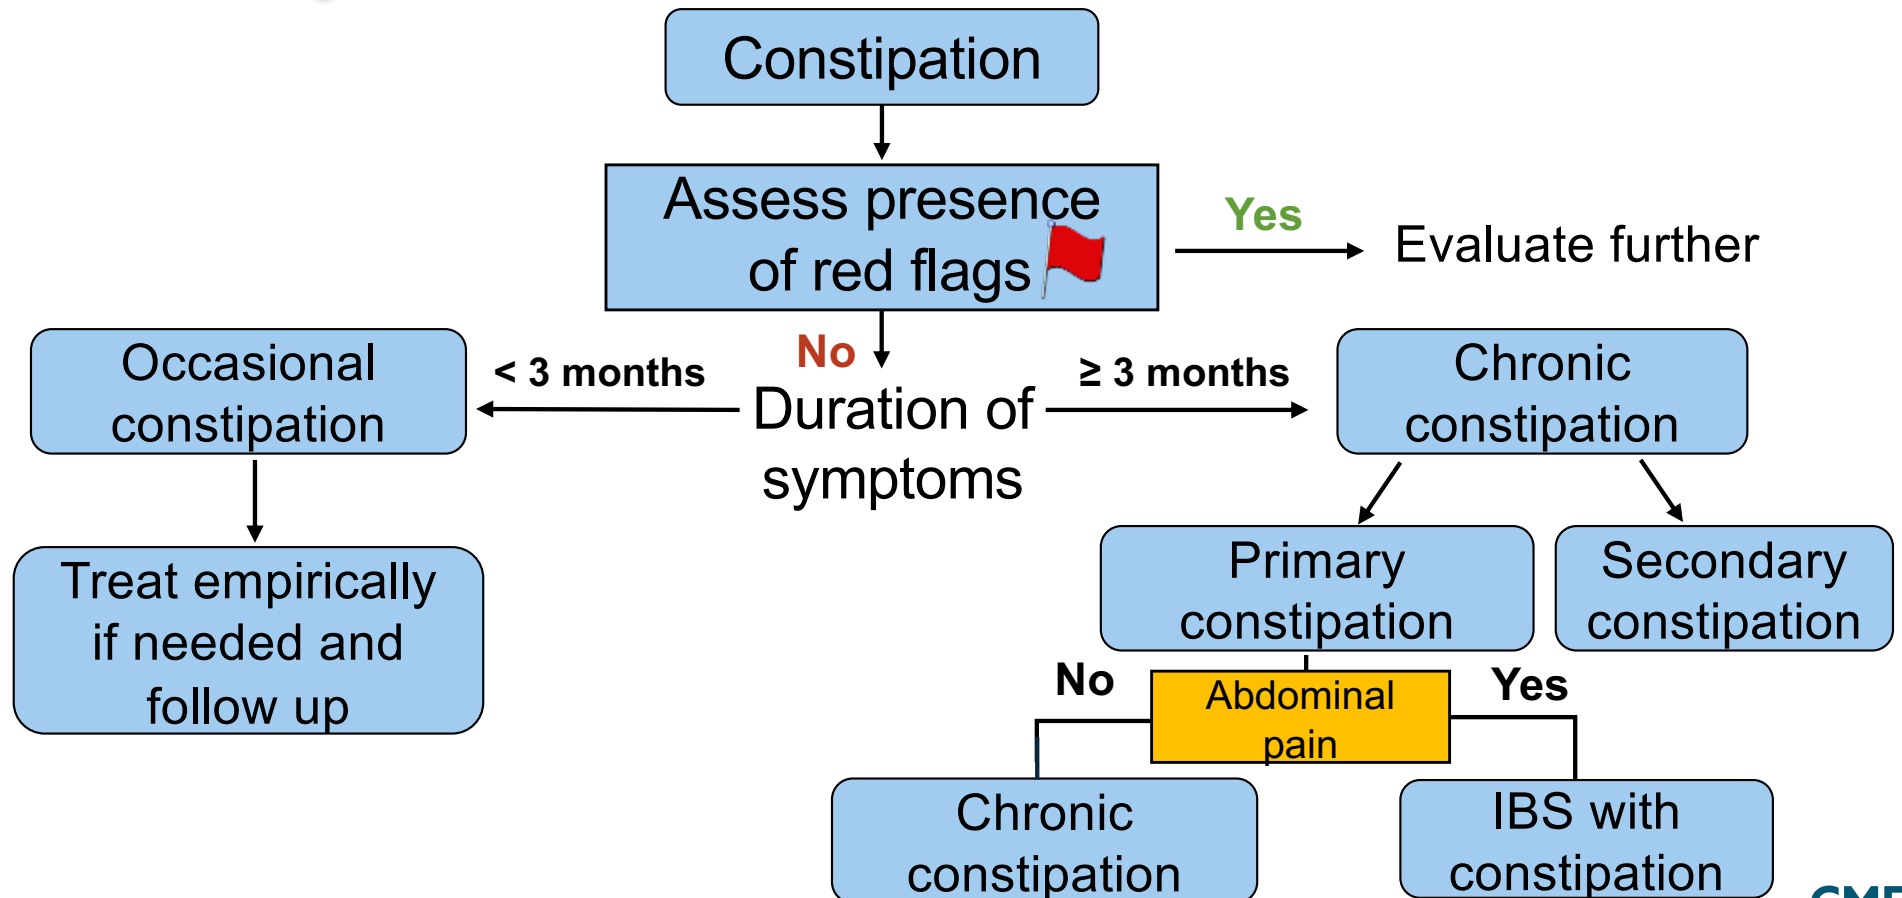 Constipation
Assess presence
of red flags
Yes
Evaluate further
No
< 3 months
Duration of
symptoms
≥ 3 months
Occasional
constipation
Treat empirically
if needed and
follow up
Chronic
constipation
Primary
constipation
Secondary
constipation
No
Abdominal
pain
Yes
Chronic
constipation
IBS with
constipation